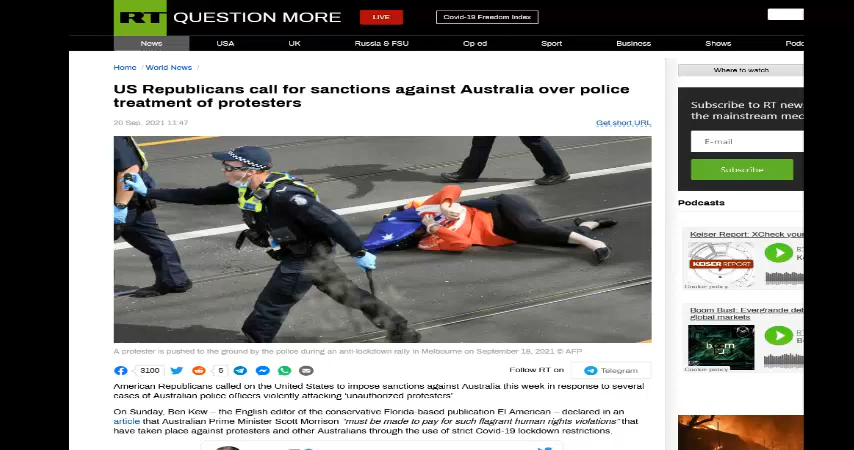 RT QUESTION MORE LIVE Covid-19 Freedom Index
News USA UK Russia & FSU Op ed Sport Business Shows
Home / World News /
US Republicans call for sanctions against Australia over police
treatment of protesters
20 Sep, 2021 11:47
Get short URL
A protester is pushed to the ground by the police during an anti-lockdown rally in Melbourne on September 18, 2021 © AFP
3100 5 Follow RT on Telegram
American Republicans called on the United States to impose sanctions against Australia this week in response to several
cases of Australian police officers violently attacking 'unauthorized protesters'
On Sunday, Ben Kew – the English editor of the conservative Florida-based publication El American – declared in an
article that Australian Prime Minister Scott Morrison "must be made to pay for such flagrant human rights violations" that
have taken place against protesters and other Australians through the use of strict Covid-19 lockdown restrictions.
Where to watch
Subscribe to RT
the mainstream
E-mail
Subscribe
Podcasts
Keiser Report: XCheck
KEISER REPORT
Cookie policy
Boom Bust: Evergrande
global markets
Cookie policy